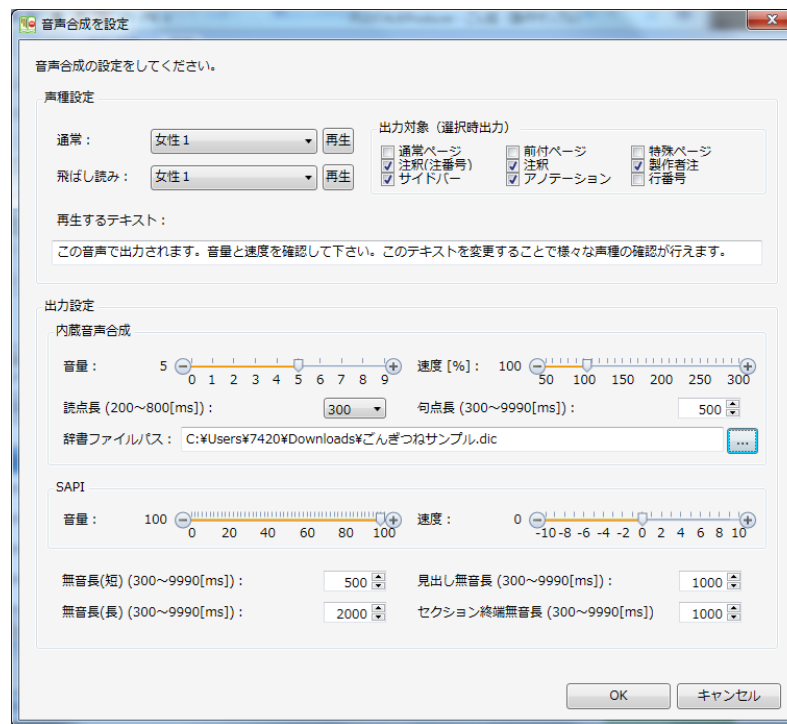 音声合成を設定
音声合成の設定をしてください。
声種設定
通常： 女性1 再生
飛ばし読み： 女性1 再生
出力対象（選択時出力）
通常ページ 前付ページ 特殊ページ
注釈(注番号) 注釈 製作者注
サイドバー アノテーション 行番号
再生するテキスト：
この音声で出力されます。音量と速度を確認して下さい。このテキストを変更することで様々な声種の確認が行えます。
出力設定
内蔵音声合成
音量： 5 0 1 2 3 4 5 6 7 8 9
速度 [%]： 100 50 100 150 200 250 300
読点長 (200～800[ms])： 300 句点長 (300～9990[ms])： 500
辞書ファイルパス： C:¥Users¥7420¥Downloads¥ごんぎつねサンプル.dic ...
SAPI
音量： 100 0 20 40 60 80 100
速度： 0 -10 -8 -6 -4 -2 0 2 4 6 8 10
無音長(短) (300～9990[ms])： 500 見出し無音長 (300～9990[ms])： 1000
無音長(長) (300～9990[ms])： 2000 セクション終端無音長 (300～9990[ms]) 1000
OK キャンセル